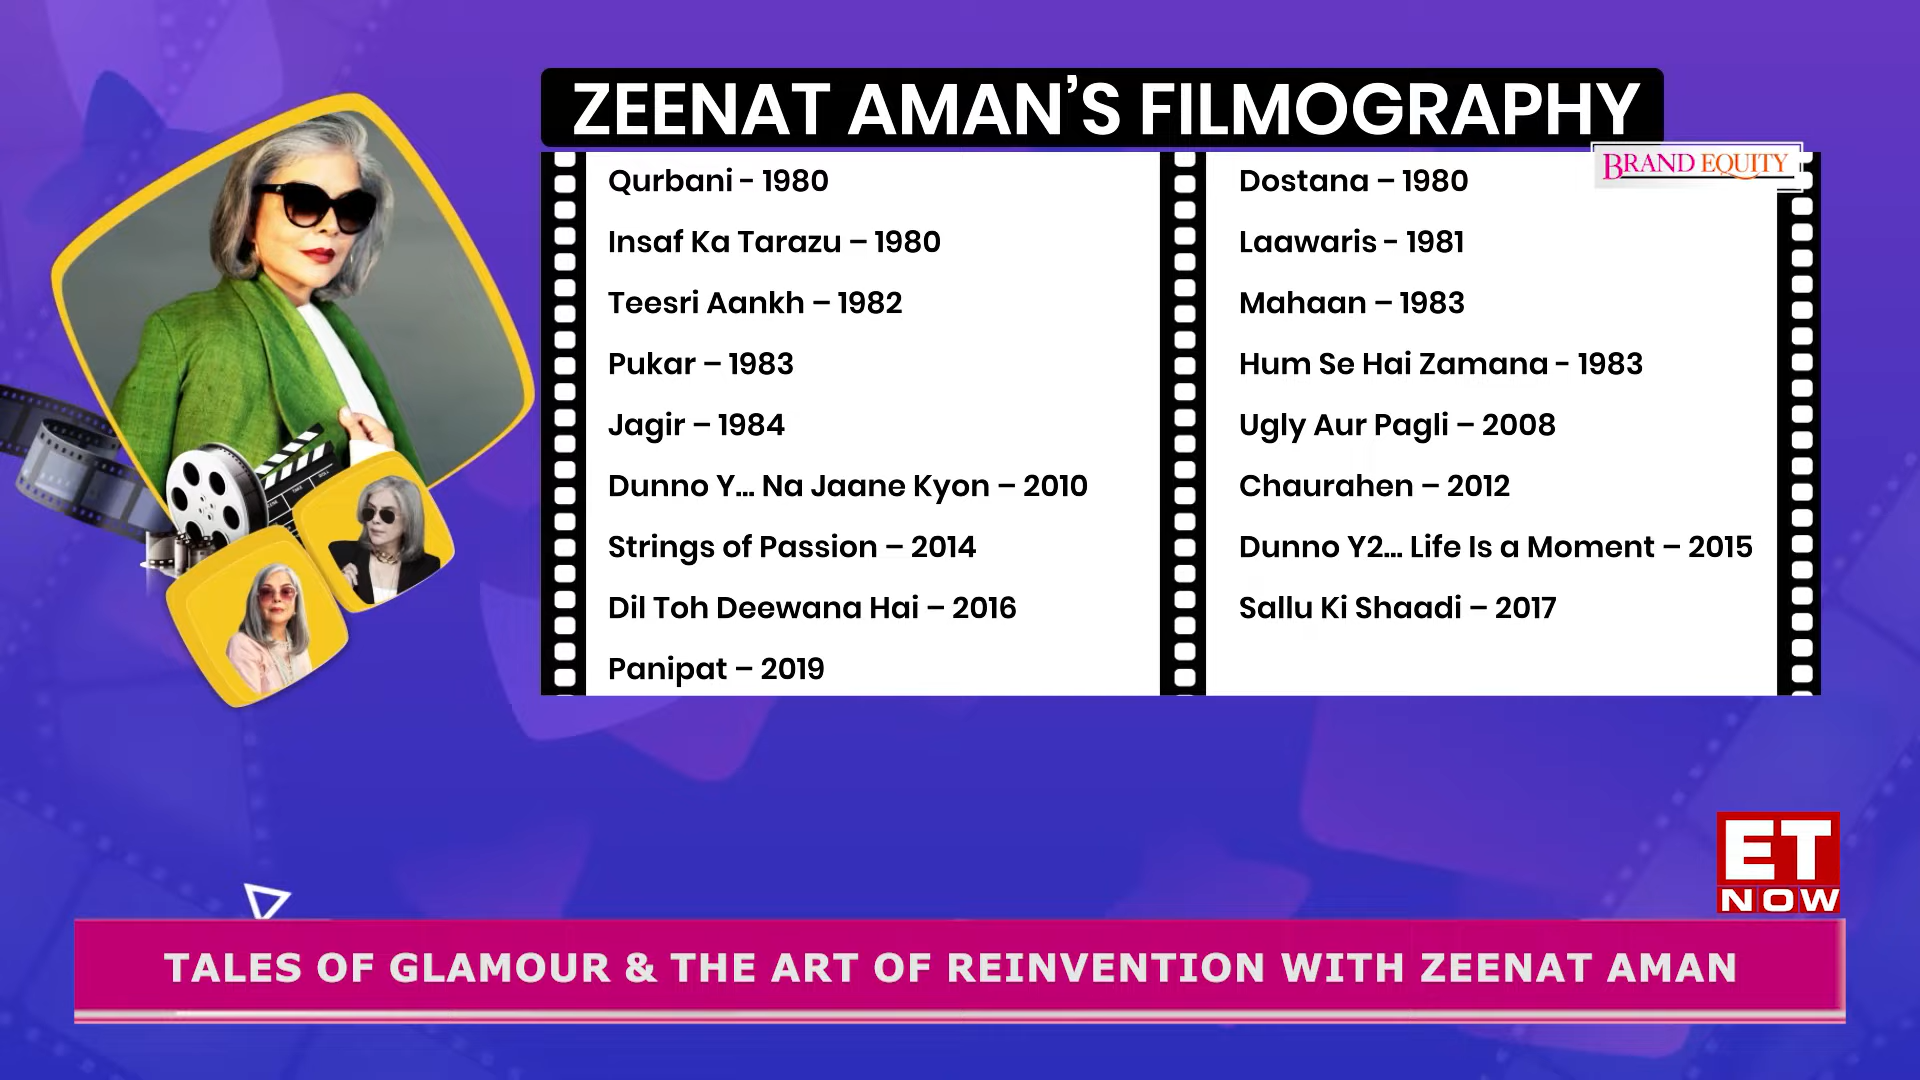 ZEENAT AMAN’S FILMOGRAPHY
BRAND EQUITY
Qurbani - 1980
Insaf Ka Tarazu – 1980
Teesri Aankh – 1982
Pukar – 1983
Jagir – 1984
Dunno Y... Na Jaane Kyon – 2010
Strings of Passion – 2014
Dil Toh Deewana Hai – 2016
Panipat – 2019
Dostana – 1980
Laawaris - 1981
Mahaan – 1983
Hum Se Hai Zamana - 1983
Ugly Aur Pagli – 2008
Chaurahen – 2012
Dunno Y2... Life Is a Moment – 2015
Sallu Ki Shaadi – 2017
ET
NOW
TALES OF GLAMOUR & THE ART OF REINVENTION WITH ZEENAT AMAN